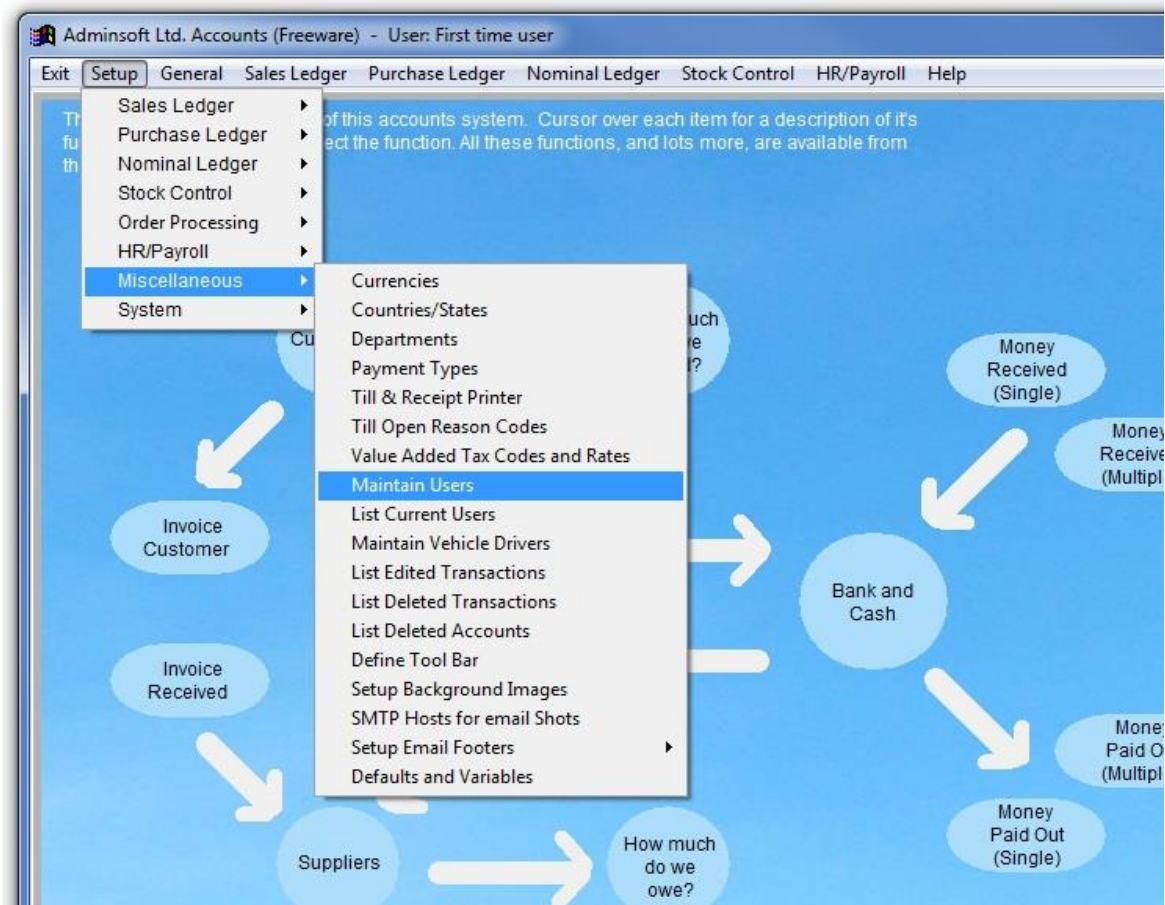 Adminsoft Ltd. Accounts (Freeware) - User: First time user
Exit Setup General Sales Ledger Purchase Ledger Nominal Ledger Stock Control HR/Payroll Help
of this accounts system. Cursor over each item for a description of it's
the function. All these functions, and lots more, are available from
Sales Ledger
Purchase Ledger
Nominal Ledger
Stock Control
Order Processing
HR/Payroll
Miscellaneous
System
Currencies
Countries/States
Departments
Payment Types
Till & Receipt Printer
Till Open Reason Codes
Value Added Tax Codes and Rates
Maintain Users
List Current Users
Maintain Vehicle Drivers
List Edited Transactions
List Deleted Transactions
List Deleted Accounts
Define Tool Bar
Setup Background Images
SMTP Hosts for email Shots
Setup Email Footers
Defaults and Variables
Money
Received
(Single)
Money
Invoice
Customer
Bank and
Cash
Invoice
Received
Money
Paid
Money
Paid Out
(Single)
Suppliers
How much
do we
owe?